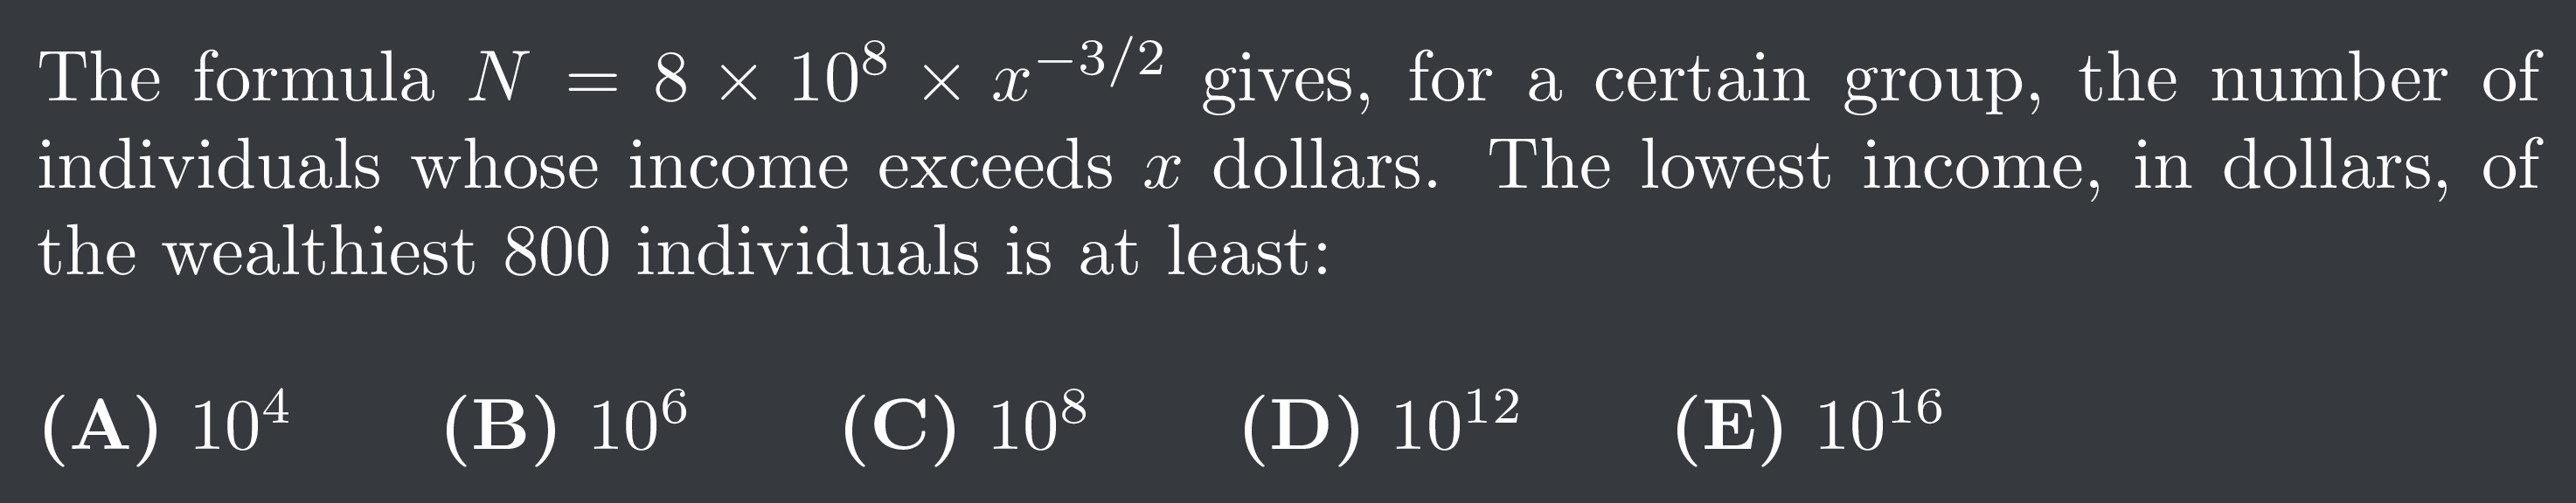 The formula $N = 8 \times 10^8 \times x^{-3/2}$ gives, for a certain group, the number of
individuals whose income exceeds $x$ dollars. The lowest income, in dollars, of
the wealthiest 800 individuals is at least:
(A) $10^4$ (B) $10^6$ (C) $10^8$ (D) $10^{12}$ (E) $10^{16}$